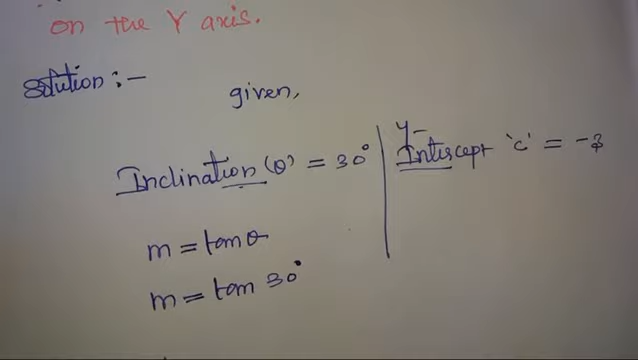 on the Y axis.
Solution :-
given,
Inclination (θ) = 30°
Y-
Intercept 'c' = -3
m = tan θ
m = tan 30°